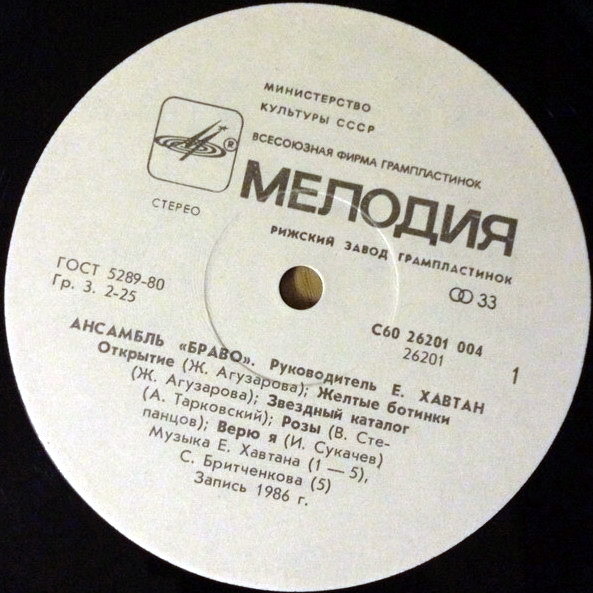 МИНИСТЕРСТВО
КУЛЬТУРЫ СССР
ВСЕСОЮЗНАЯ ФИРМА ГРАМПЛАСТИНОК
®
МЕЛОДИЯ
СТЕРЕО
РИЖСКИЙ ЗАВОД ГРАМПЛАСТИНОК
ГОСТ 5289-80
Гр. 3. 2-25
33
С60 26201 004
26201
1
АНСАМБЛЬ «БРАВО». Руководитель Е. ХАВТАН
Открытие (Ж. Агузарова); Желтые ботинки
(Ж. Агузарова); Звездный каталог
(А. Тарковский); Розы (В. Сте-
панцов); Верю я (И. Сукачев)
Музыка Е. Хавтана (1 — 5),
С. Бритченкова (5)
Запись 1986 г.